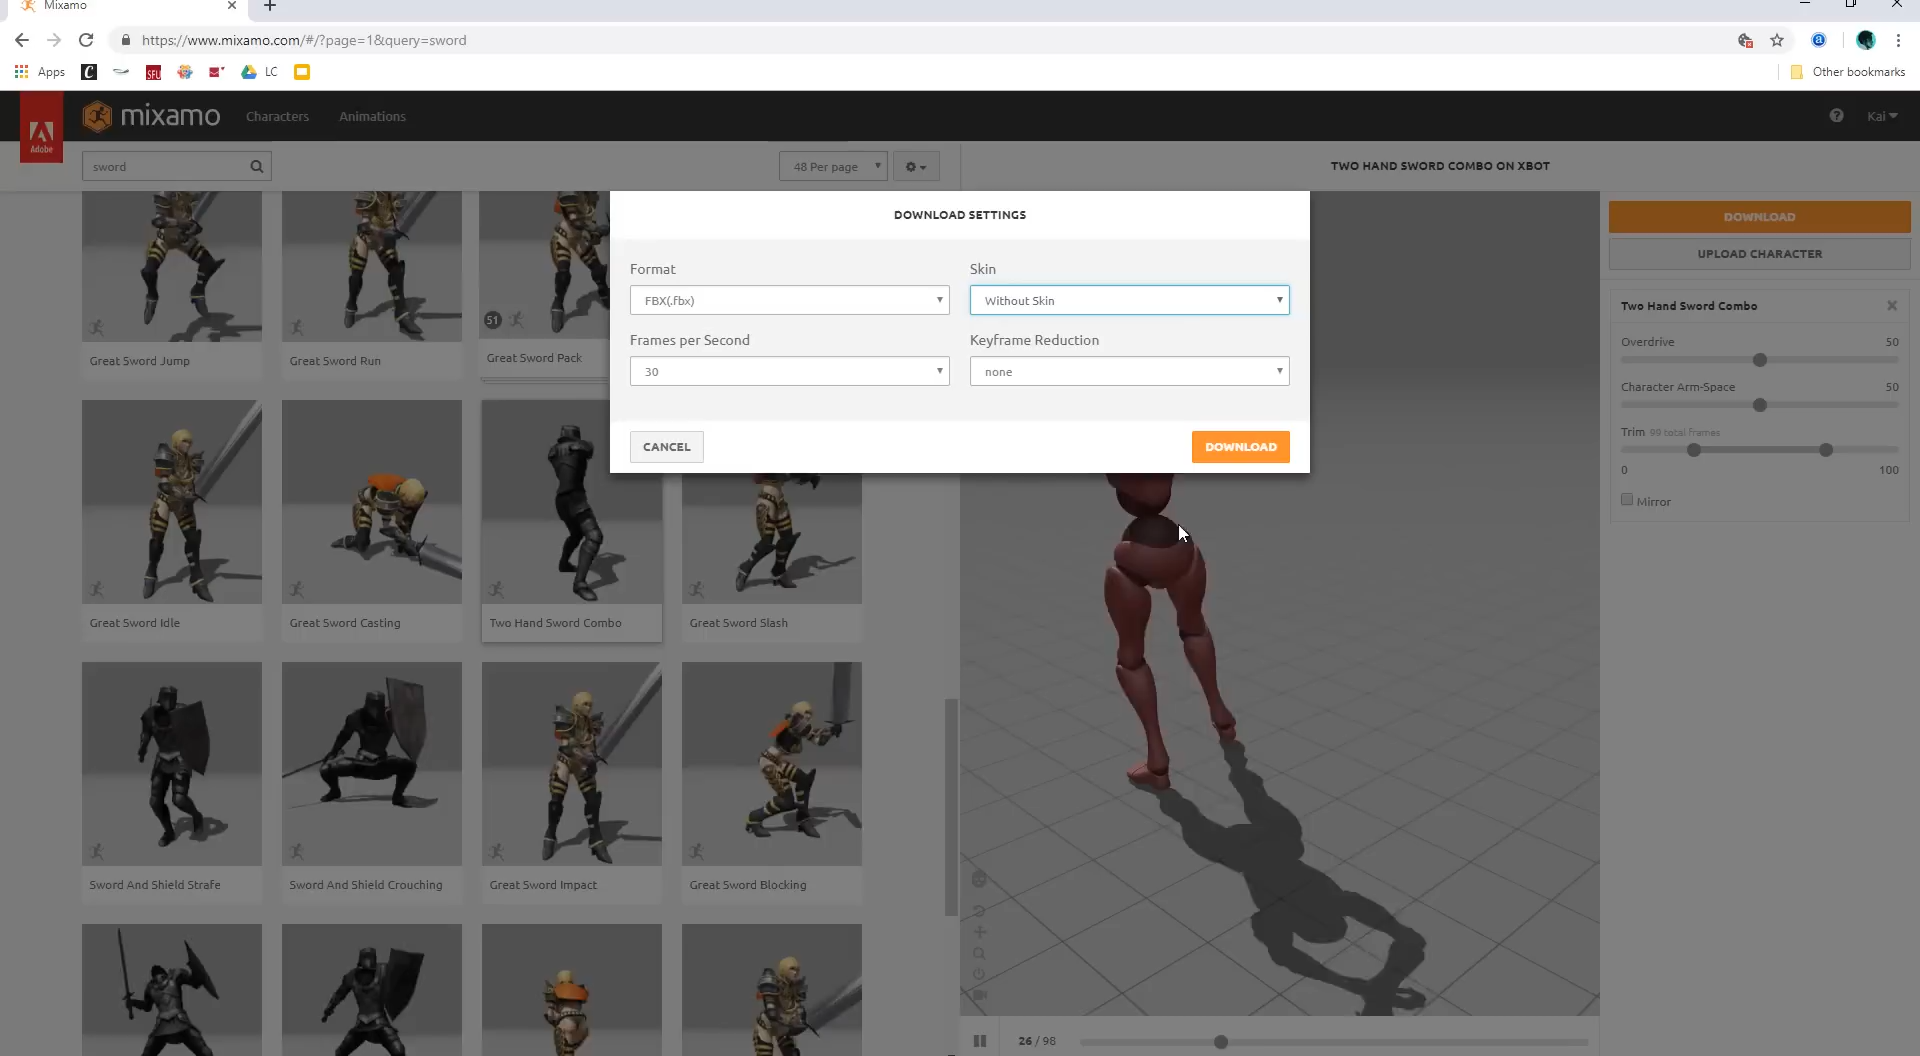 Mixamo
https://www.mixamo.com/#/?page=1&query=sword
Apps
C
SFU
LC
a
Other bookmarks
Adobe
mixamo
Characters
Animations
Kal
sword
48 Per page
TWO HAND SWORD COMBO ON XBOT
DOWNLOAD SETTINGS
Format
Skin
FBX(.fbx)
Without Skin
Frames per Second
Keyframe Reduction
30
none
CANCEL
DOWNLOAD
DOWNLOAD
UPLOAD CHARACTER
Two Hand Sword Combo
Overdrive
50
Character Arm-Space
50
Trim 99 total frames
0
100
Mirror
51
Great Sword Jump
Great Sword Run
Great Sword Pack
Great Sword Idle
Great Sword Casting
Two Hand Sword Combo
Great Sword Slash
Sword And Shield Strafe
Sword And Shield Crouching
Great Sword Impact
Great Sword Blocking
26 / 98